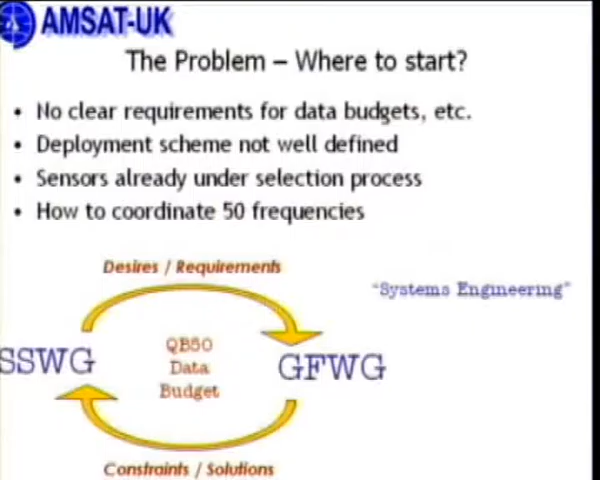 AMSAT-UK
The Problem – Where to start?
• No clear requirements for data budgets, etc.
• Deployment scheme not well defined
• Sensors already under selection process
• How to coordinate 50 frequencies
Desires / Requirements
"Systems Engineering"
SSWG
QB50
Data
Budget
GFWG
Constraints / Solutions